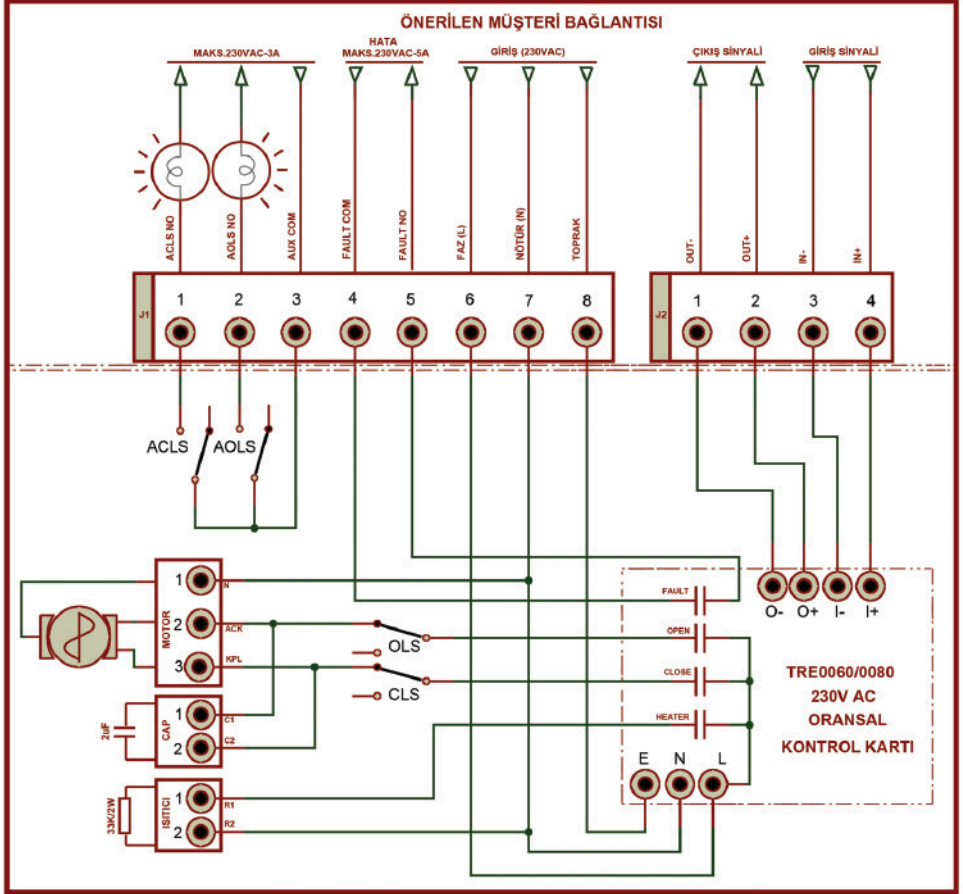 ÖNERİLEN MÜŞTERİ BAĞLANTISI
MAKS.230VAC-3A
HATA
MAKS.230VAC-5A
GİRİŞ (230VAC)
ÇIKIŞ SİNYALİ
GİRİŞ SİNYALİ
ACLS NO
AOLS NO
AUX COM
FAULT COM
FAULT NO
FAZ (L)
NÖTÜR (N)
TOPRAK
OUT-
OUT+
IN-
IN+
J1
1 2 3 4 5 6 7 8
J2
1 2 3 4
ACLS
AOLS
MOTOR
1 N
2 ACK
3 KPL
OLS
CLS
CAP
1 C1
2 C2
2uF
ISITICI
1 R1
2 R2
33K/2W
FAULT
OPEN
CLOSE
HEATER
O- O+ I- I+
TRE0060/0080
230V AC
ORANSAL
KONTROL KARTI
E N L